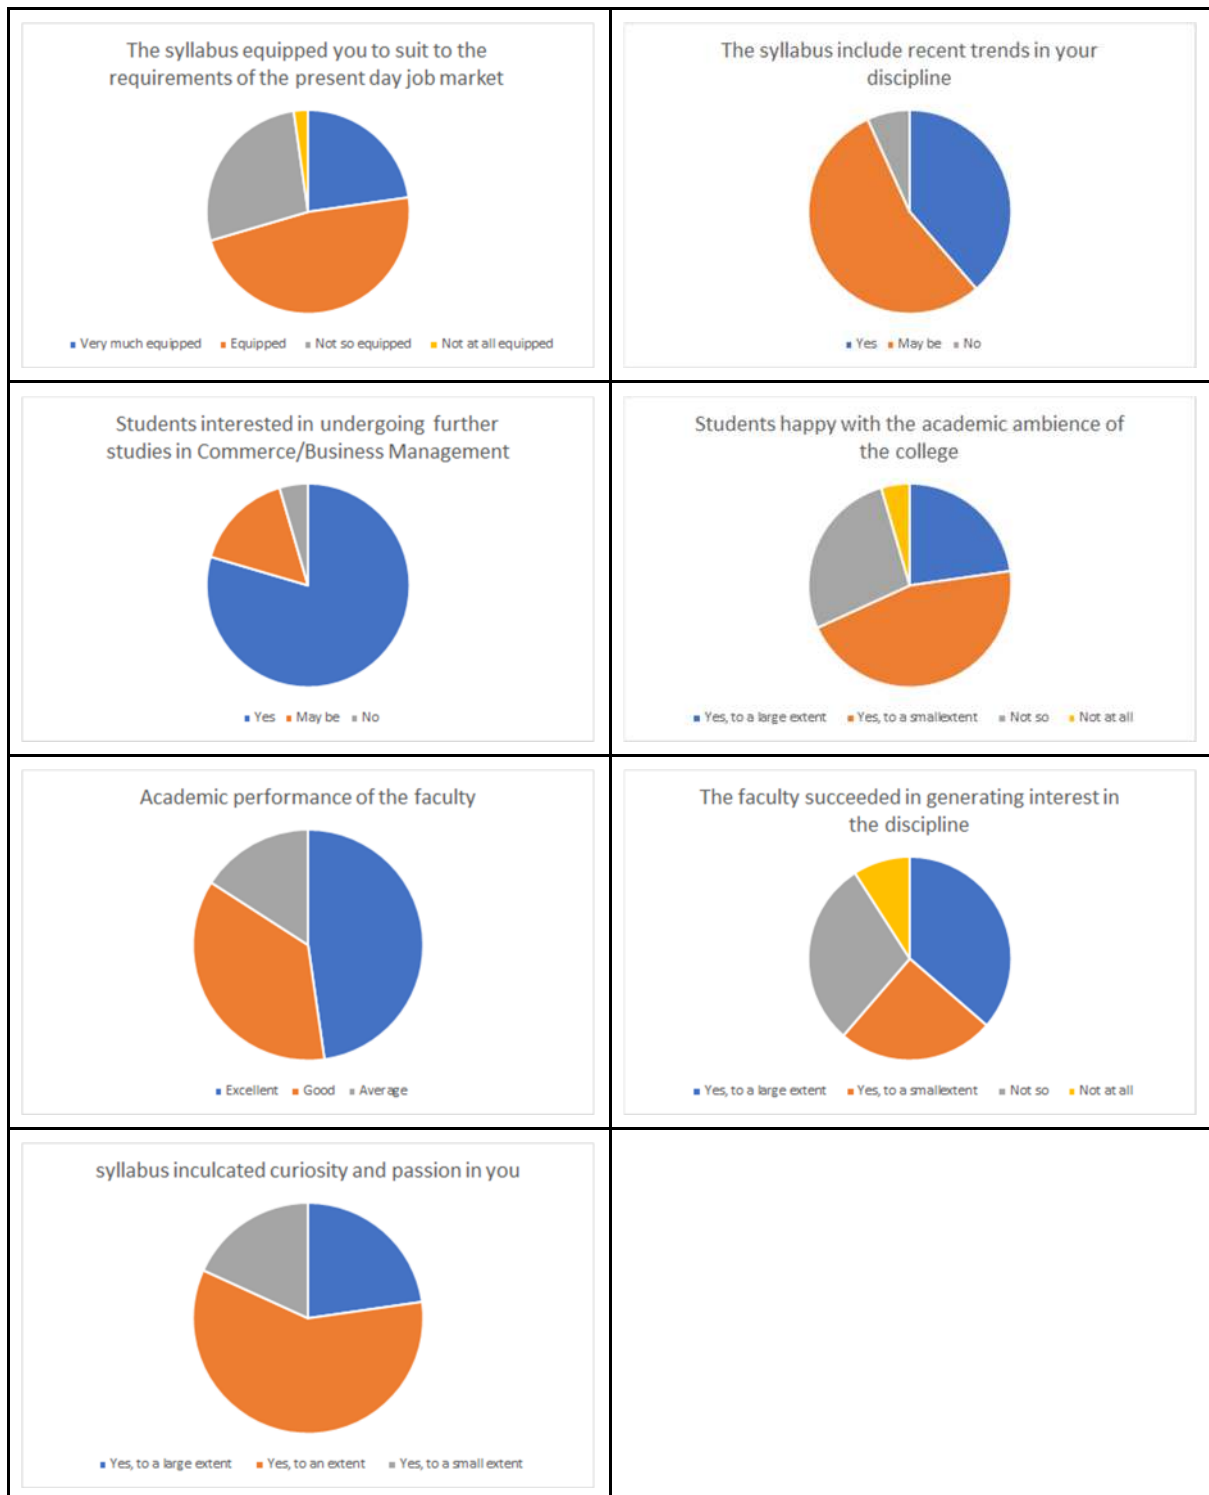 The syllabus equipped you to suit to the
requirements of the present day job market
Very much equipped Equipped Not so equipped Not at all equipped
The syllabus include recent trends in your
discipline
Yes May be No
Students interested in undergoing further
studies in Commerce/Business Management
Yes May be No
Students happy with the academic ambience of
the college
Yes, to a large extent Yes, to a smallextent Not so Not at all
Academic performance of the faculty
Excellent Good Average
The faculty succeeded in generating interest in
the discipline
Yes, to a large extent Yes, to a smallextent Not so Not at all
syllabus inculcated curiosity and passion in you
Yes, to a large extent Yes, to an extent Yes, to a small extent